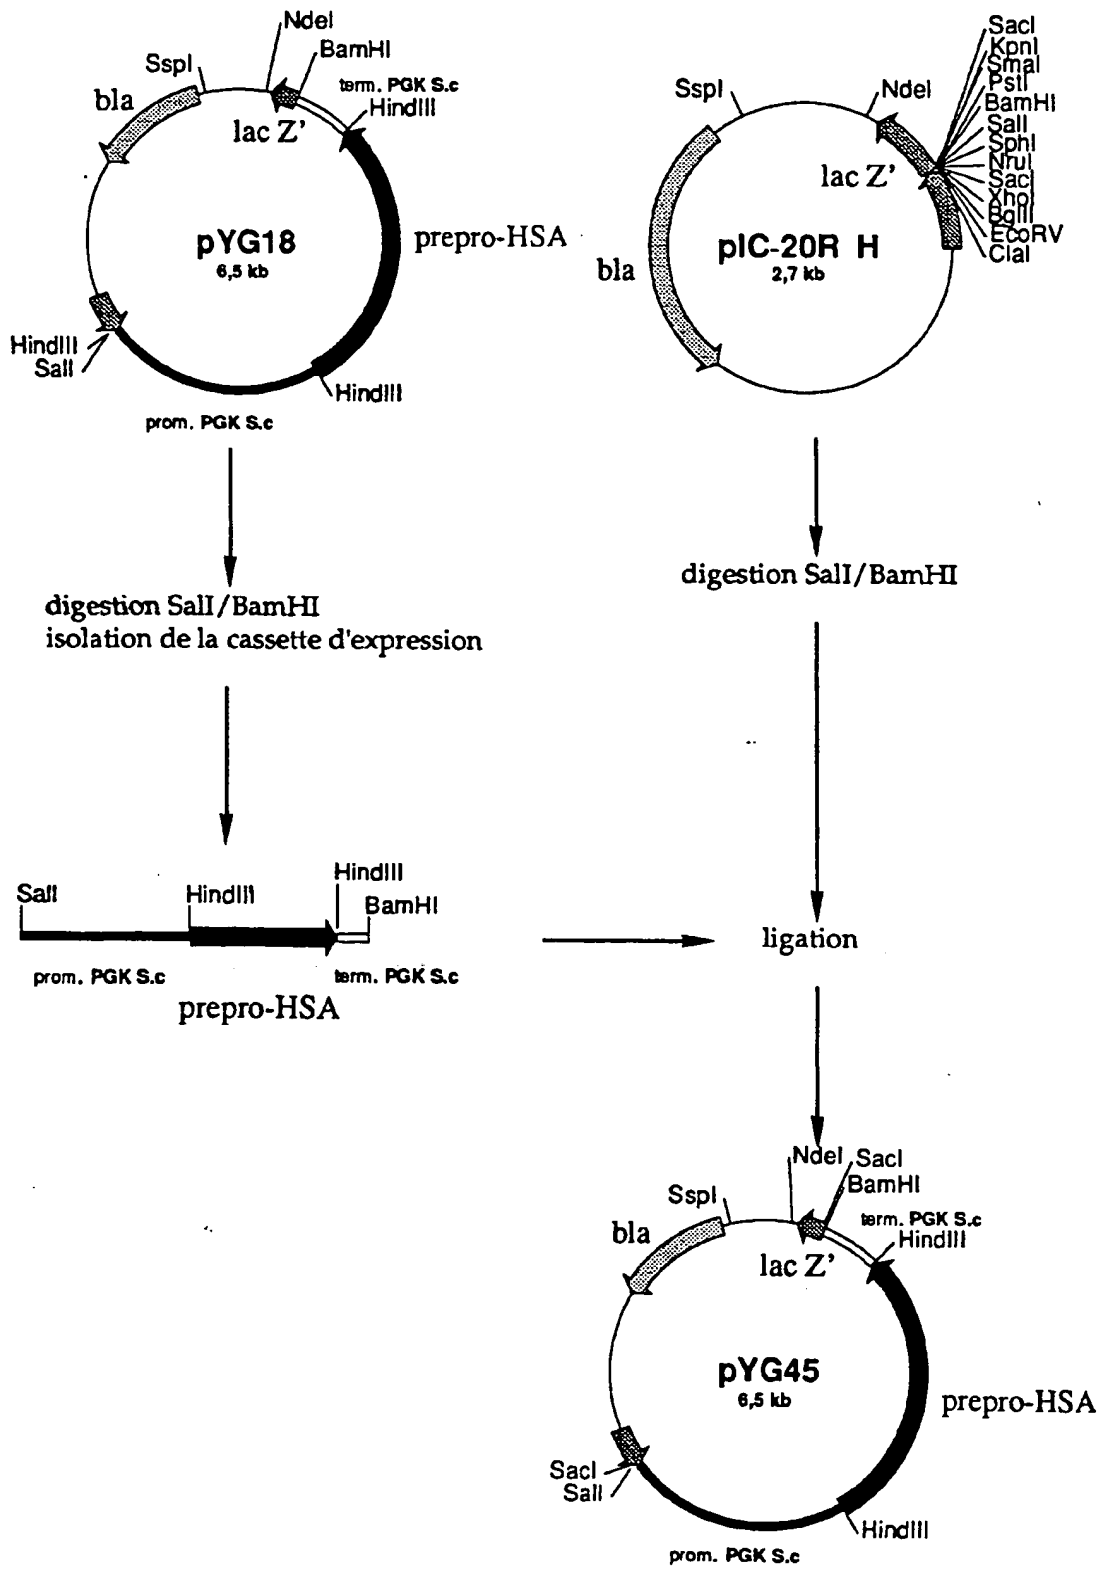 NdeI
BamHI
SspI
term. PGK S.c
HindIII
bla
lac Z'
pYG18
6,5 kb
prepro-HSA
HindIII
SalI
HindIII
prom. PGK S.c
SacI
KpnI
SmaI
PstI
BamHI
SalI
SphI
NruI
SacI
XhoI
BglII
EcoRV
ClaI
SspI
NdeI
lac Z'
bla
pIC-20R H
2,7 kb
digestion SalI/BamHI
isolation de la cassette d'expression
digestion SalI/BamHI
SalI
HindIII
HindIII
BamHI
prom. PGK S.c
term. PGK S.c
prepro-HSA
ligation
NdeI
SacI
BamHI
SspI
term. PGK S.c
HindIII
bla
lac Z'
pYG45
6,5 kb
prepro-HSA
SacI
SalI
HindIII
prom. PGK S.c